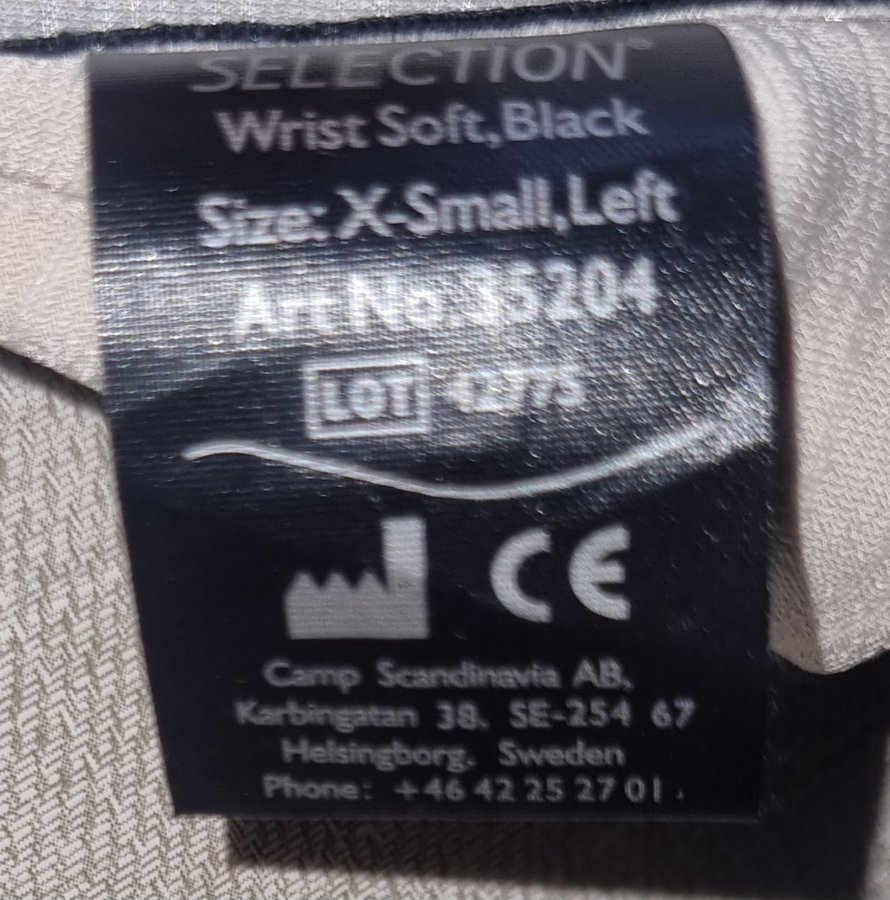 SELECTION®
Wrist Soft, Black
Size: X-Small, Left
Art No. 35204
LOT 42775
CE
Camp Scandinavia AB,
Karbingatan 38, SE-254 67
Helsingborg, Sweden
Phone: +46 42 25 27 01.